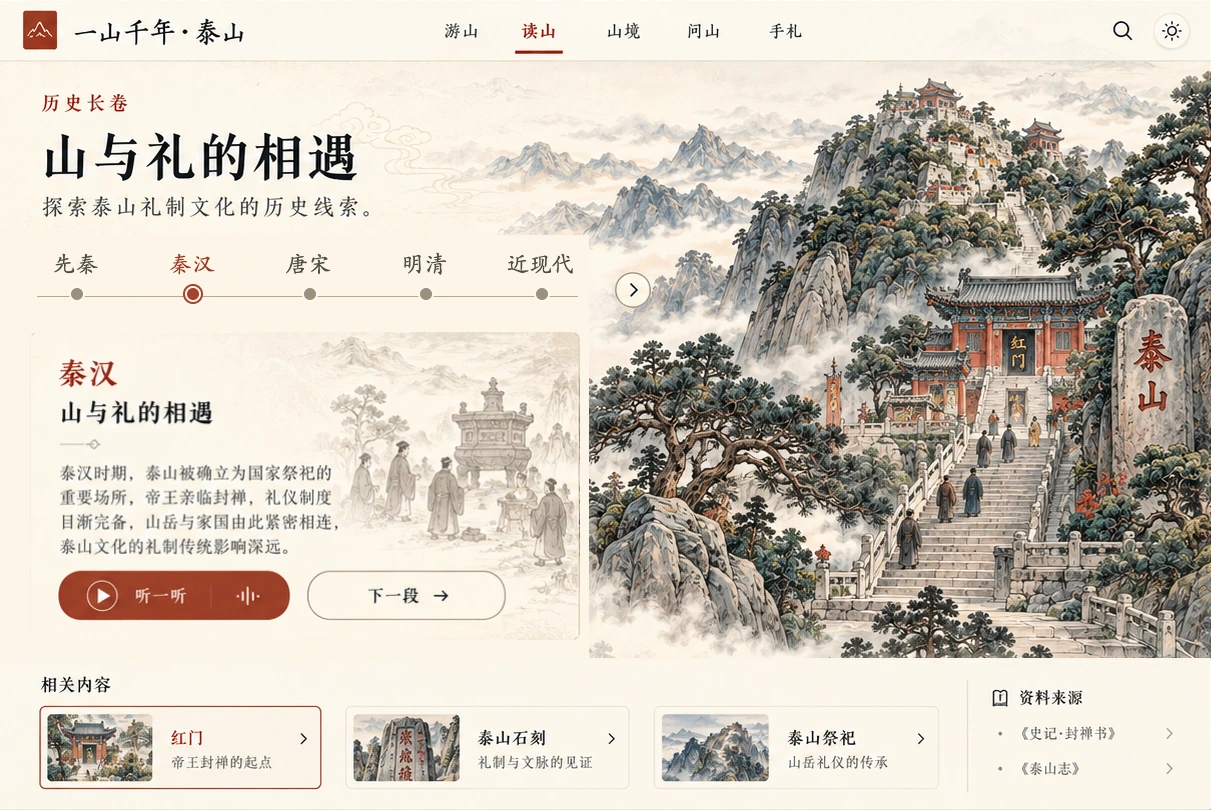 一山千年·泰山
游山
读山
山境
问山
手札
历史长卷
山与礼的相遇
探索泰山礼制文化的历史线索。
先秦
秦汉
唐宋
明清
近现代
秦汉
山与礼的相遇
秦汉时期，泰山被确立为国家祭祀的
重要场所，帝王亲临封禅，礼仪制度
目渐完备，山岳与家国由此紧密相连，
泰山文化的礼制传统影响深远。
听一听
下一段
红门
泰山
相关内容
红门
帝王封禅的起点
泰山石刻
礼制与文脉的见证
泰山祭祀
山岳礼仪的传承
资料来源
《史记·封禅书》
《泰山志》